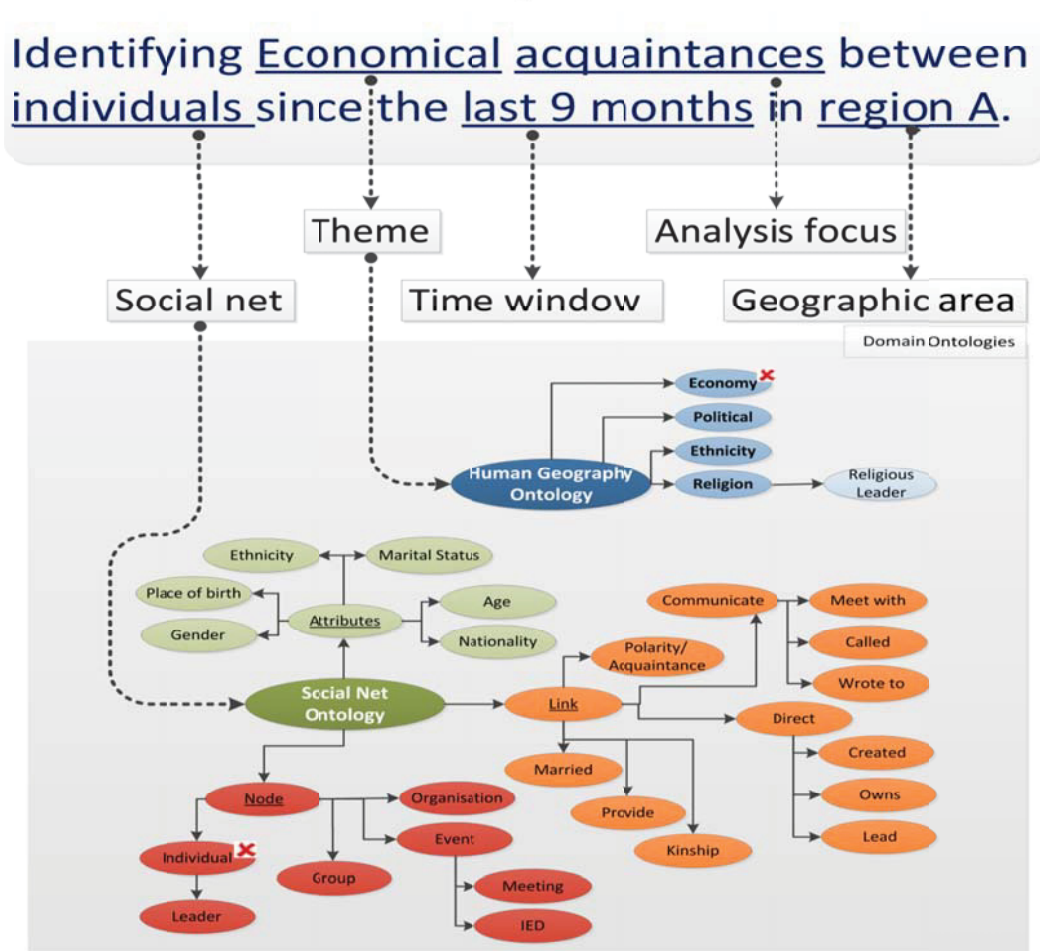 Identifying Economical acquaintances between
individuals since the last 9 months in region A.
Theme
Analysis focus
Social net
Time window
Geographic area
Domain Ontologies
Economy
Political
Ethnicity
Human Geography
Ontology
Religion
Religious
Leader
Ethnicity
Marital Status
Place of birth
Gender
Attributes
Age
Nationality
Communicate
Meet with
Called
Wrote to
Polarity/
Acquaintance
Social Net
Ontology
Link
Direct
Created
Owns
Lead
Married
Provide
Kinship
Node
Organisation
Event
Individual
Group
Meeting
Leader
IED